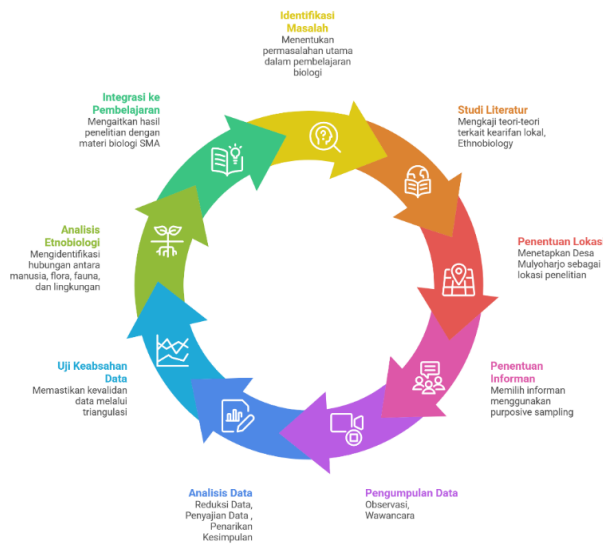 Identifikasi
Masalah
Menentukan
permasalahan utama
dalam pembelajaran
biologi
Studi Literatur
Mengkaji teori-teori
terkait kearifan lokal,
Ethnobiology
Penentuan Lokas
Menetapkan Desa
Mulyoharjo sebagai
lokasi penelitian
Penentuan
Informan
Memilih informan
menggunakan
purposive sampling
Pengumpulan Data
Observasi,
Wawancara
Analisis Data
Reduksi Data,
Penyajian Data ,
Penarikan
Kesimpulan
Uji Keabsahan
Data
Memastikan kevalidan
data melalui
triangulasi
Analisis
Etnobiologi
Mengidentifikasi
hubungan antara
manusia, flora, fauna,
dan lingkungan
Integrasi ke
Pembelajaran
Mengaitkan hasil
penelitian dengan
materi biologi SMA